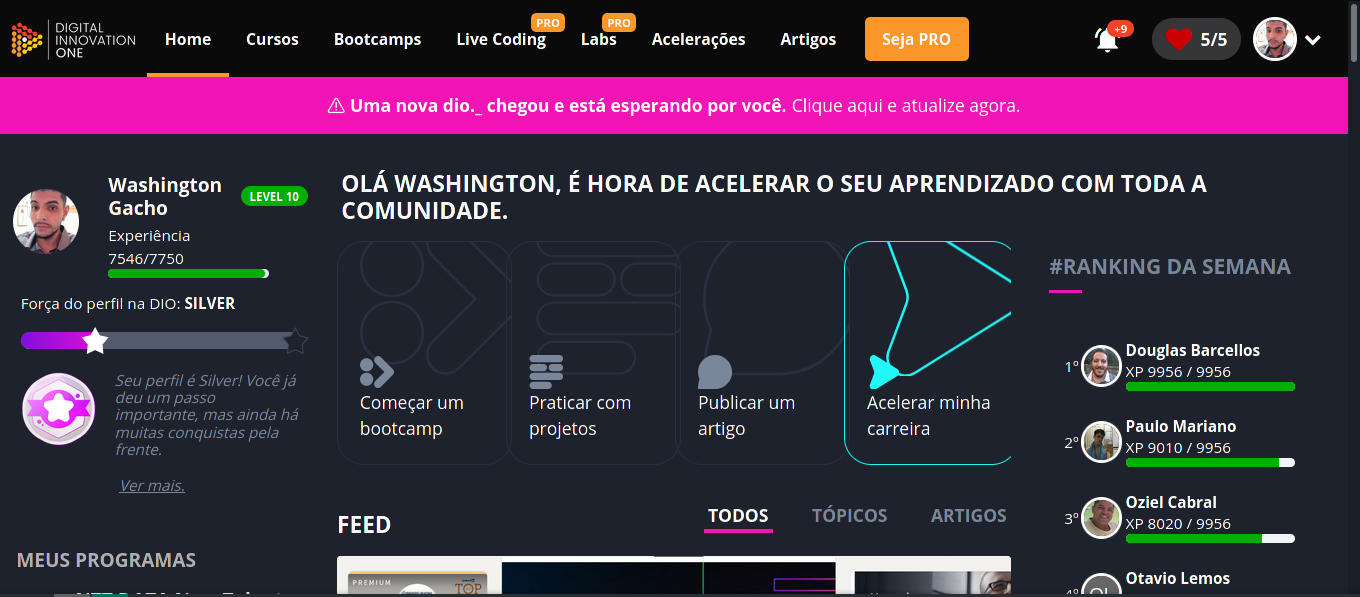 DIGITAL
INNOVATION
ONE
Home
Cursos
Bootcamps
Live Coding
PRO
Labs
PRO
Acelerações
Artigos
Seja PRO
+9
5/5
Uma nova dio._ chegou e está esperando por você. Clique aqui e atualize agora.
Washington
Gacho
LEVEL 10
Experiência
7546/7750
Força do perfil na DIO: SILVER
Seu perfil é Silver! Você já
deu um passo
importante, mas ainda há
muitas conquistas pela
frente.
Ver mais.
MEUS PROGRAMAS
OLÁ WASHINGTON, É HORA DE ACELERAR O SEU APRENDIZADO COM TODA A
COMUNIDADE.
Começar um
bootcamp
Praticar com
projetos
Publicar um
artigo
Acelerar minha
carreira
FEED
TODOS
TÓPICOS
ARTIGOS
PREMIUM
TOP
#RANKING DA SEMANA
1º
Douglas Barcellos
XP 9956 / 9956
2º
Paulo Mariano
XP 9010 / 9956
3º
Oziel Cabral
XP 8020 / 9956
Otavio Lemos